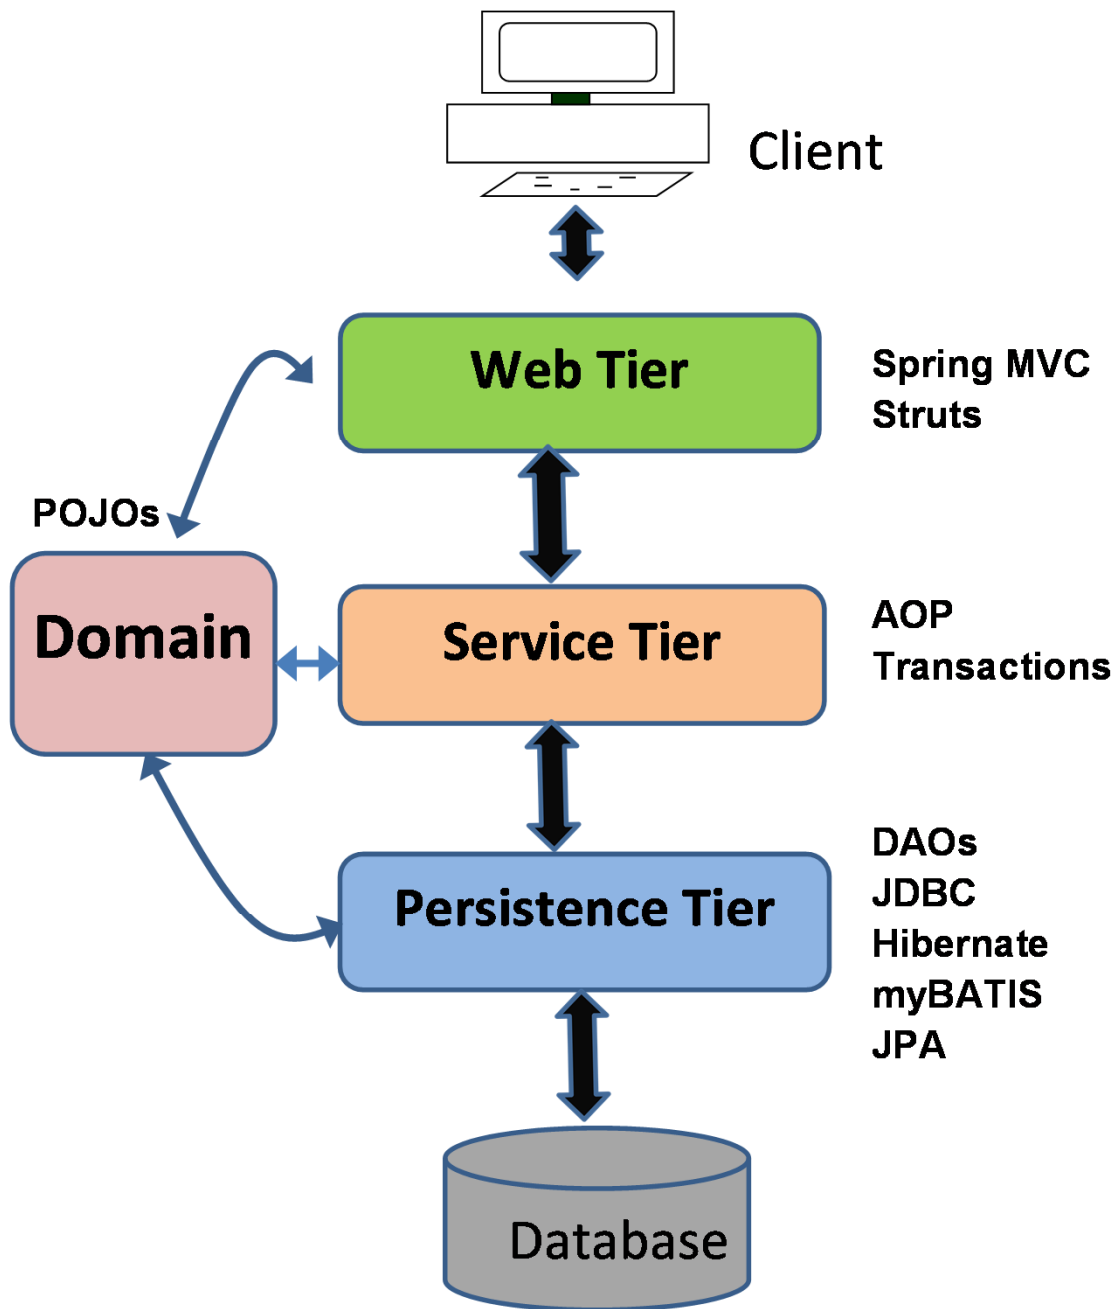 Client
Web Tier
Spring MVC
Struts
POJOs
Domain
Service Tier
AOP
Transactions
Persistence Tier
DAOs
JDBC
Hibernate
myBATIS
JPA
Database